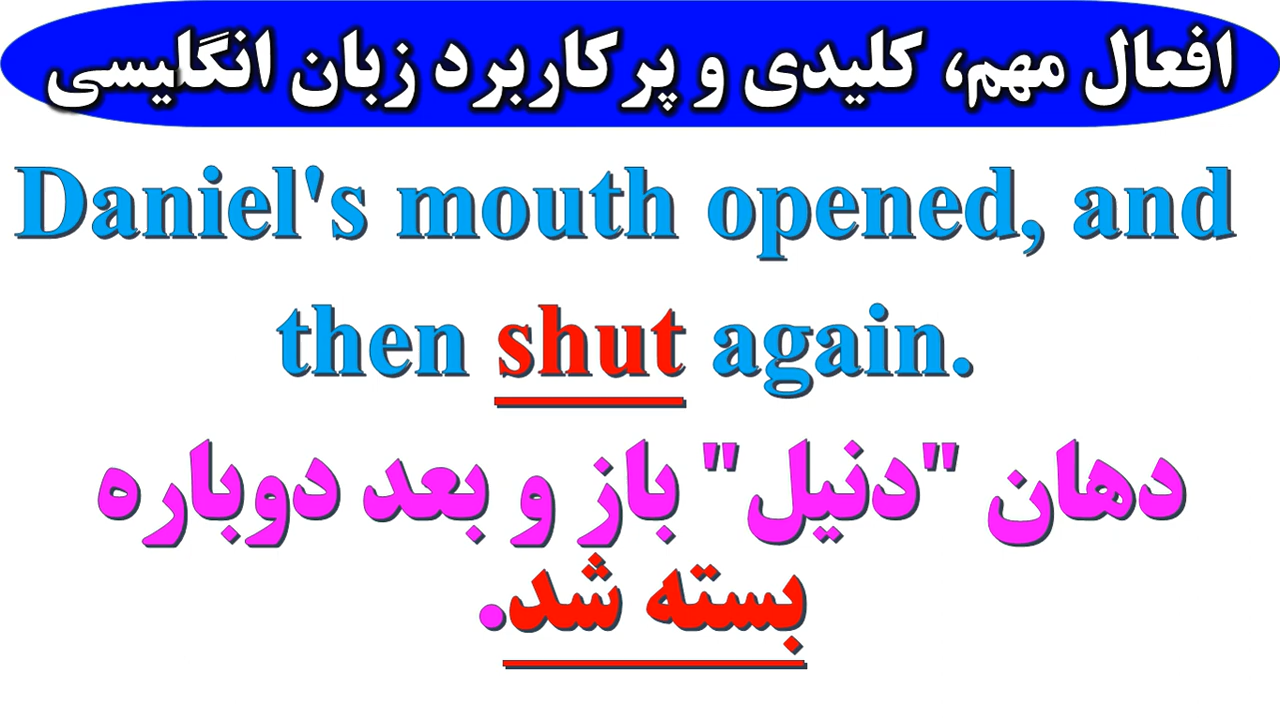 افعال مهم، کلیدی و پرکاربرد زبان انگلیسی
Daniel's mouth opened, and
then shut again.
دهان "دنیل" باز و بعد دوباره
بسته شد.